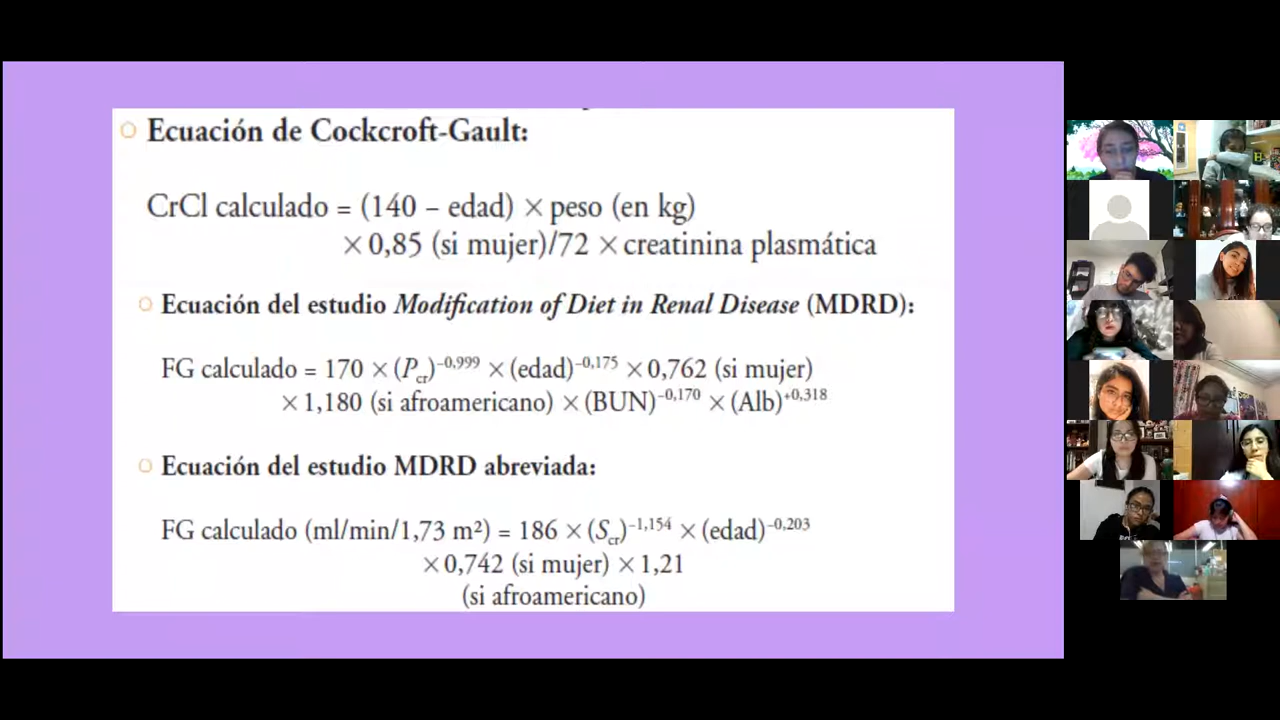 Ecuación de Cockcroft-Gault:
CrCl calculado = (140 – edad) × peso (en kg)
× 0,85 (si mujer)/72 × creatinina plasmática
Ecuación del estudio Modification of Diet in Renal Disease (MDRD):
FG calculado = 170 × (Pcr)–0,999 × (edad)–0,175 × 0,762 (si mujer)
× 1,180 (si afroamericano) × (BUN)–0,170 × (Alb)+0,318
Ecuación del estudio MDRD abreviada:
FG calculado (ml/min/1,73 m²) = 186 × (Scr)–1,154 × (edad)–0,203
× 0,742 (si mujer) × 1,21
(si afroamericano)